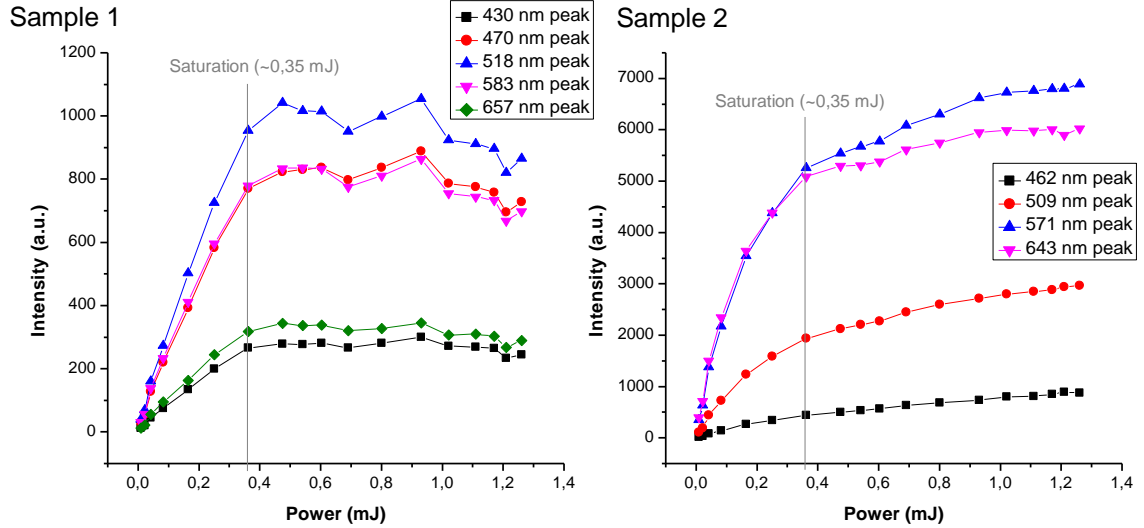 Sample 1
430 nm peak
470 nm peak
518 nm peak
583 nm peak
657 nm peak
Saturation (~0,35 mJ)
1200
1000
800
600
400
200
0
Intensity (a.u.)
0,0 0,2 0,4 0,6 0,8 1,0 1,2 1,4
Power (mJ)
Sample 2
Saturation (~0,35 mJ)
462 nm peak
509 nm peak
571 nm peak
643 nm peak
7000
6000
5000
4000
3000
2000
1000
0
Intensity (a.u.)
0,0 0,2 0,4 0,6 0,8 1,0 1,2 1,4
Power (mJ)